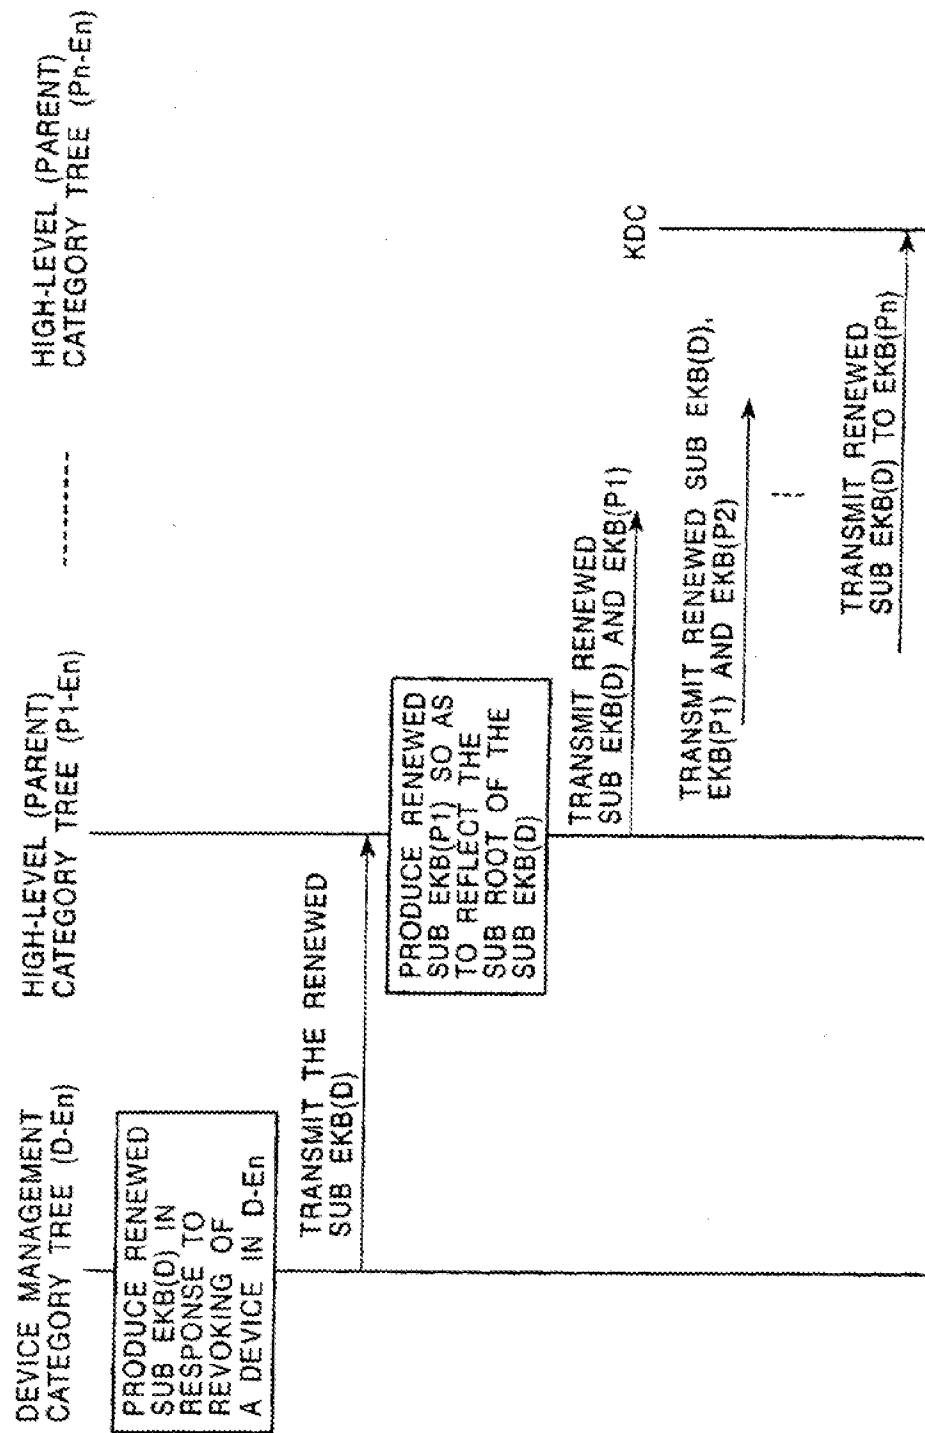 DEVICE MANAGEMENT
CATEGORY TREE (D-En)
HIGH-LEVEL (PARENT)
CATEGORY TREE (P1-En)
----------
HIGH-LEVEL (PARENT)
CATEGORY TREE (Pn-En)
PRODUCE RENEWED
SUB EKB(D) IN
RESPONSE TO
REVOKING OF
A DEVICE IN D-En
TRANSMIT THE RENEWED
SUB EKB(D)
PRODUCE RENEWED
SUB EKB(P1) SO AS
TO REFLECT THE
SUB ROOT OF THE
SUB EKB(D)
TRANSMIT RENEWED
SUB EKB(D) AND EKB(P1)
KDC
TRANSMIT RENEWED SUB EKB(D),
EKB(P1) AND EKB(P2)
---
TRANSMIT RENEWED
SUB EKB(D) TO EKB(Pn)